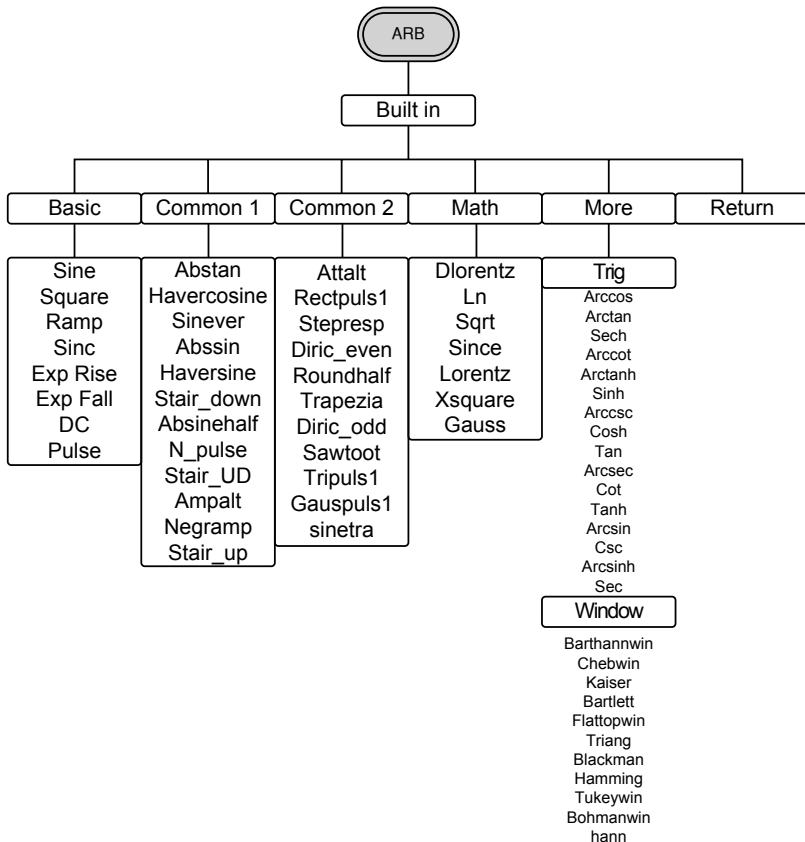 ARB
Built in
Basic
Common 1
Common 2
Math
More
Return
Sine
Square
Ramp
Sinc
Exp Rise
Exp Fall
DC
Pulse
Abstan
Havercosine
Sinever
Abssin
Haversine
Stair_down
Absinehalf
N_pulse
Stair_UD
Ampalt
Negramp
Stair_up
Attalt
Rectpuls1
Stepresp
Diric_even
Roundhalf
Trapezia
Diric_odd
Sawtoot
Tripuls1
Gauspuls1
sinetra
Dlorentz
Ln
Sqrt
Since
Lorentz
Xsquare
Gauss
Trig
Arccos
Arctan
Sech
Arccot
Arctanh
Sinh
Arccsc
Cosh
Tan
Arcsec
Cot
Tanh
Arcsin
Csc
Arcsinh
Sec
Window
Barthannwin
Chebwin
Kaiser
Bartlett
Flattopwin
Triang
Blackman
Hamming
Tukeywin
Bohmanwin
hann